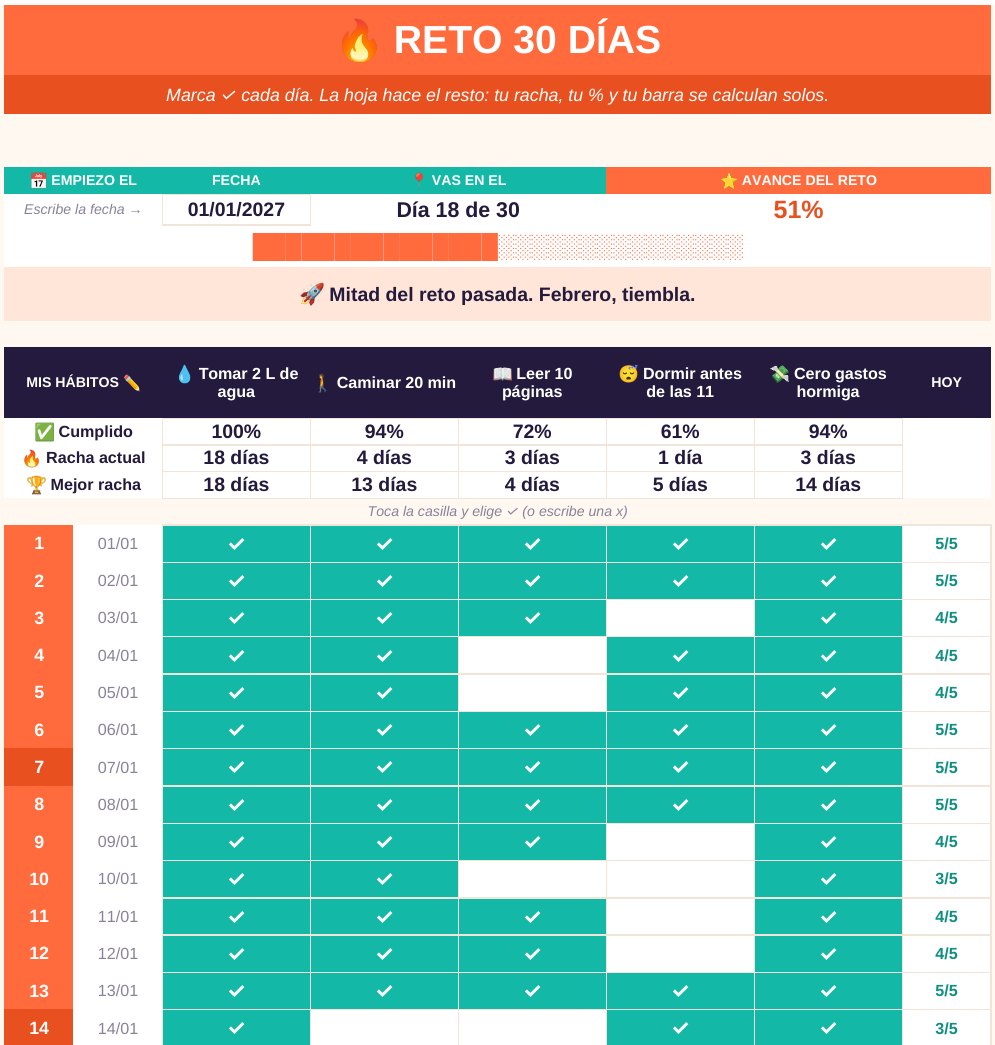 🔥 RETO 30 DÍAS
Marca ✓ cada día. La hoja hace el resto: tu racha, tu % y tu barra se calculan solos.
📅 EMPIEZO EL FECHA 📍 VAS EN EL ⭐ AVANCE DEL RETO
Escribe la fecha → 01/01/2027 Día 18 de 30 51%
🚀 Mitad del reto pasada. Febrero, tiembla.
MIS HÁBITOS ✏️ 💧 Tomar 2 L de agua 🚶 Caminar 20 min 📖 Leer 10 páginas 😴 Dormir antes de las 11 💸 Cero gastos hormiga HOY
✅ Cumplido 100% 94% 72% 61% 94%
🔥 Racha actual 18 días 4 días 3 días 1 día 3 días
🏆 Mejor racha 18 días 13 días 4 días 5 días 14 días
Toca la casilla y elige ✓ (o escribe una x)
1 01/01 ✓ ✓ ✓ ✓ ✓ 5/5
2 02/01 ✓ ✓ ✓ ✓ ✓ 5/5
3 03/01 ✓ ✓ ✓ ✓ 4/5
4 04/01 ✓ ✓ ✓ ✓ 4/5
5 05/01 ✓ ✓ ✓ ✓ 4/5
6 06/01 ✓ ✓ ✓ ✓ ✓ 5/5
7 07/01 ✓ ✓ ✓ ✓ ✓ 5/5
8 08/01 ✓ ✓ ✓ ✓ ✓ 5/5
9 09/01 ✓ ✓ ✓ ✓ 4/5
10 10/01 ✓ ✓ ✓ 3/5
11 11/01 ✓ ✓ ✓ ✓ 4/5
12 12/01 ✓ ✓ ✓ ✓ 4/5
13 13/01 ✓ ✓ ✓ ✓ ✓ 5/5
14 14/01 ✓ ✓ ✓ 3/5